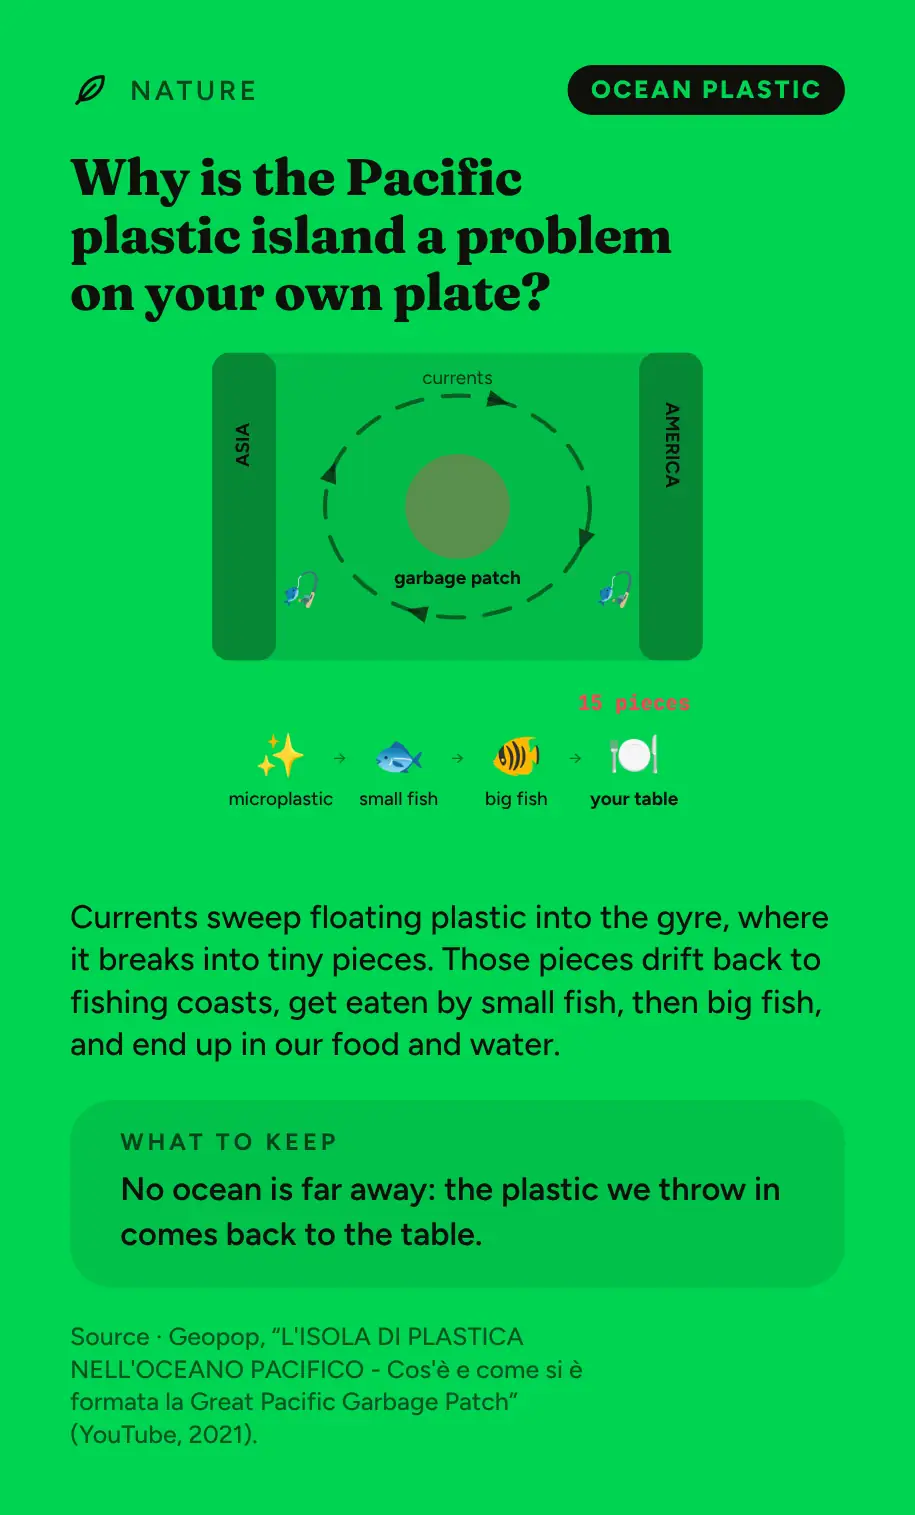 NATURE
OCEAN PLASTIC
Why is the Pacific
plastic island a problem
on your own plate?
currents
ASIA
AMERICA
garbage patch
15 pieces
→ → →
microplastic small fish big fish your table
Currents sweep floating plastic into the gyre, where
it breaks into tiny pieces. Those pieces drift back to
fishing coasts, get eaten by small fish, then big fish,
and end up in our food and water.
WHAT TO KEEP
No ocean is far away: the plastic we throw in
comes back to the table.
Source · Geopop, “L'ISOLA DI PLASTICA
NELL'OCEANO PACIFICO - Cos'è e come si è
formata la Great Pacific Garbage Patch”
(YouTube, 2021).